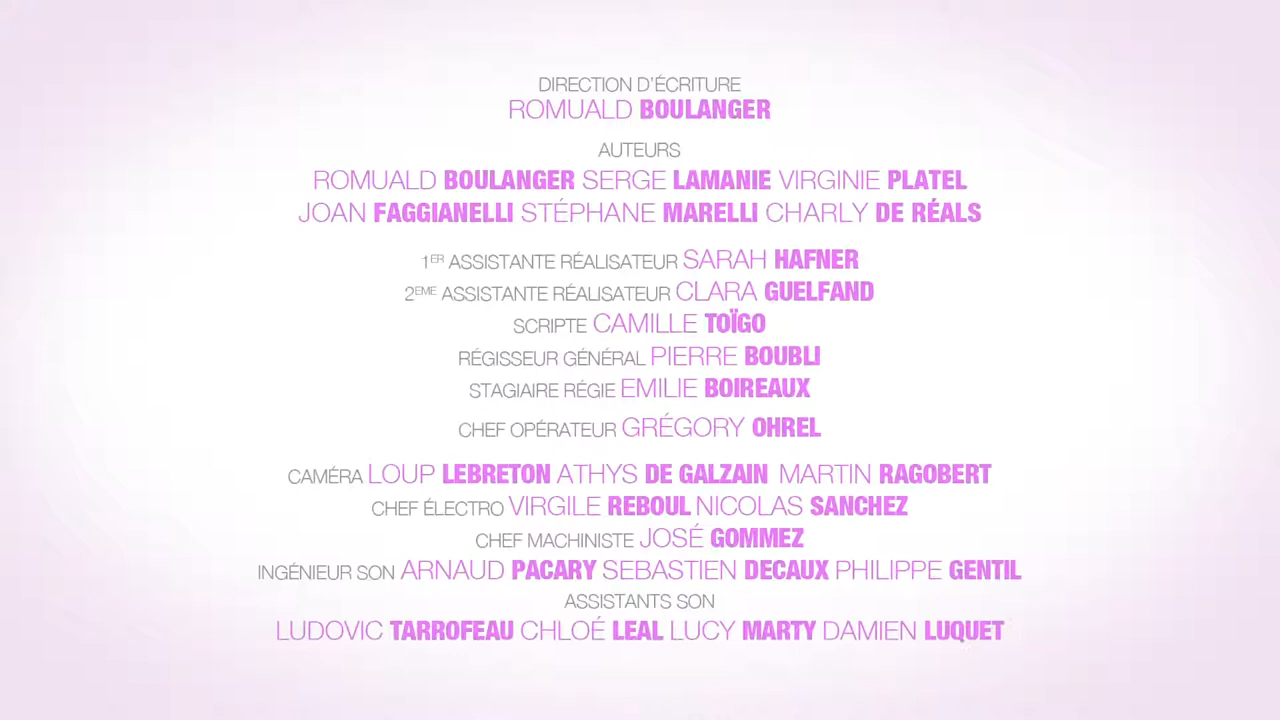 DIRECTION D'ÉCRITURE
ROMUALD BOULANGER
AUTEURS
ROMUALD BOULANGER SERGE LAMANIE VIRGINIE PLATEL
JOAN FAGGIANELLI STÉPHANE MARELLI CHARLY DE RÉALS
1ER ASSISTANTE RÉALISATEUR SARAH HAFNER
2EME ASSISTANTE RÉALISATEUR CLARA GUELFAND
SCRIPTE CAMILLE TOÏGO
RÉGISSEUR GÉNÉRAL PIERRE BOUBLI
STAGIAIRE RÉGIE EMILIE BOIREAUX
CHEF OPÉRATEUR GRÉGORY OHREL
CAMÉRA LOUP LEBRETON ATHYS DE GALZAIN MARTIN RAGOBERT
CHEF ÉLECTRO VIRGILE REBOUL NICOLAS SANCHEZ
CHEF MACHINISTE JOSÉ GOMMEZ
INGÉNIEUR SON ARNAUD PACARY SEBASTIEN DECAUX PHILIPPE GENTIL
ASSISTANTS SON
LUDOVIC TARROFEAU CHLOÉ LEAL LUCY MARTY DAMIEN LUQUET